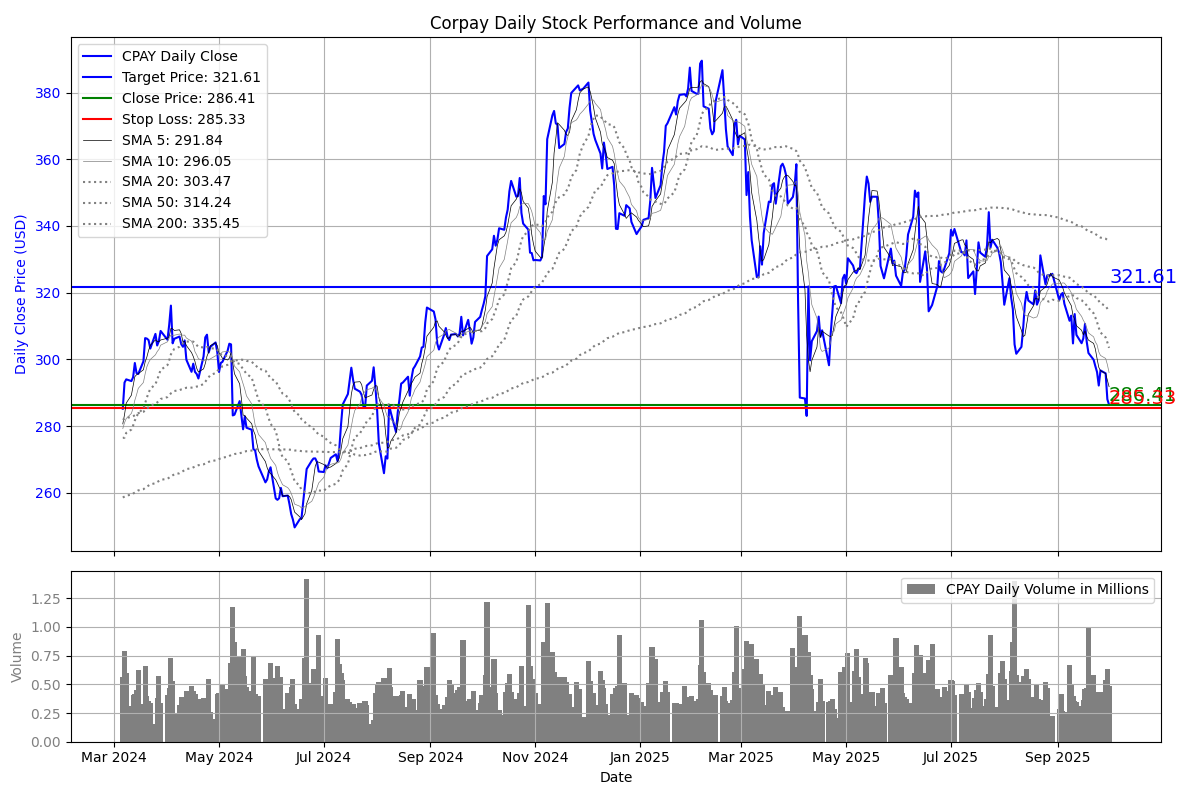 Corpay Daily Stock Performance and Volume
CPAY Daily Close
Target Price: 321.61
Close Price: 286.41
Stop Loss: 285.33
SMA 5: 291.84
SMA 10: 296.05
SMA 20: 303.47
SMA 50: 314.24
SMA 200: 335.45
Daily Close Price (USD)
380
360
340
320
300
280
260
321.61
286.41
285.33
CPAY Daily Volume in Millions
Volume
1.25
1.00
0.75
0.50
0.25
0.00
Mar 2024 May 2024 Jul 2024 Sep 2024 Nov 2024 Jan 2025 Mar 2025 May 2025 Jul 2025 Sep 2025
Date